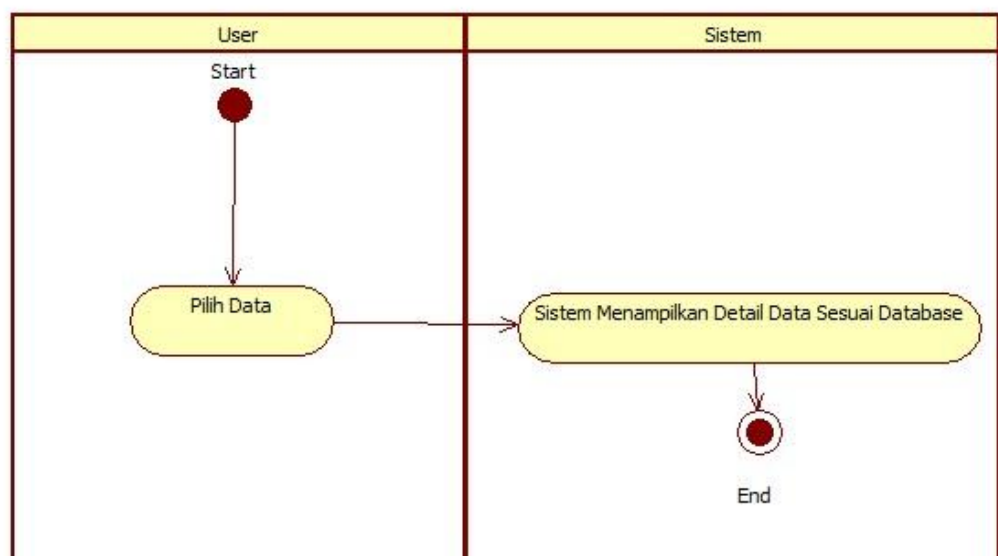 User
Sistem
Start
Pilih Data
Sistem Menampilkan Detail Data Sesuai Database
End